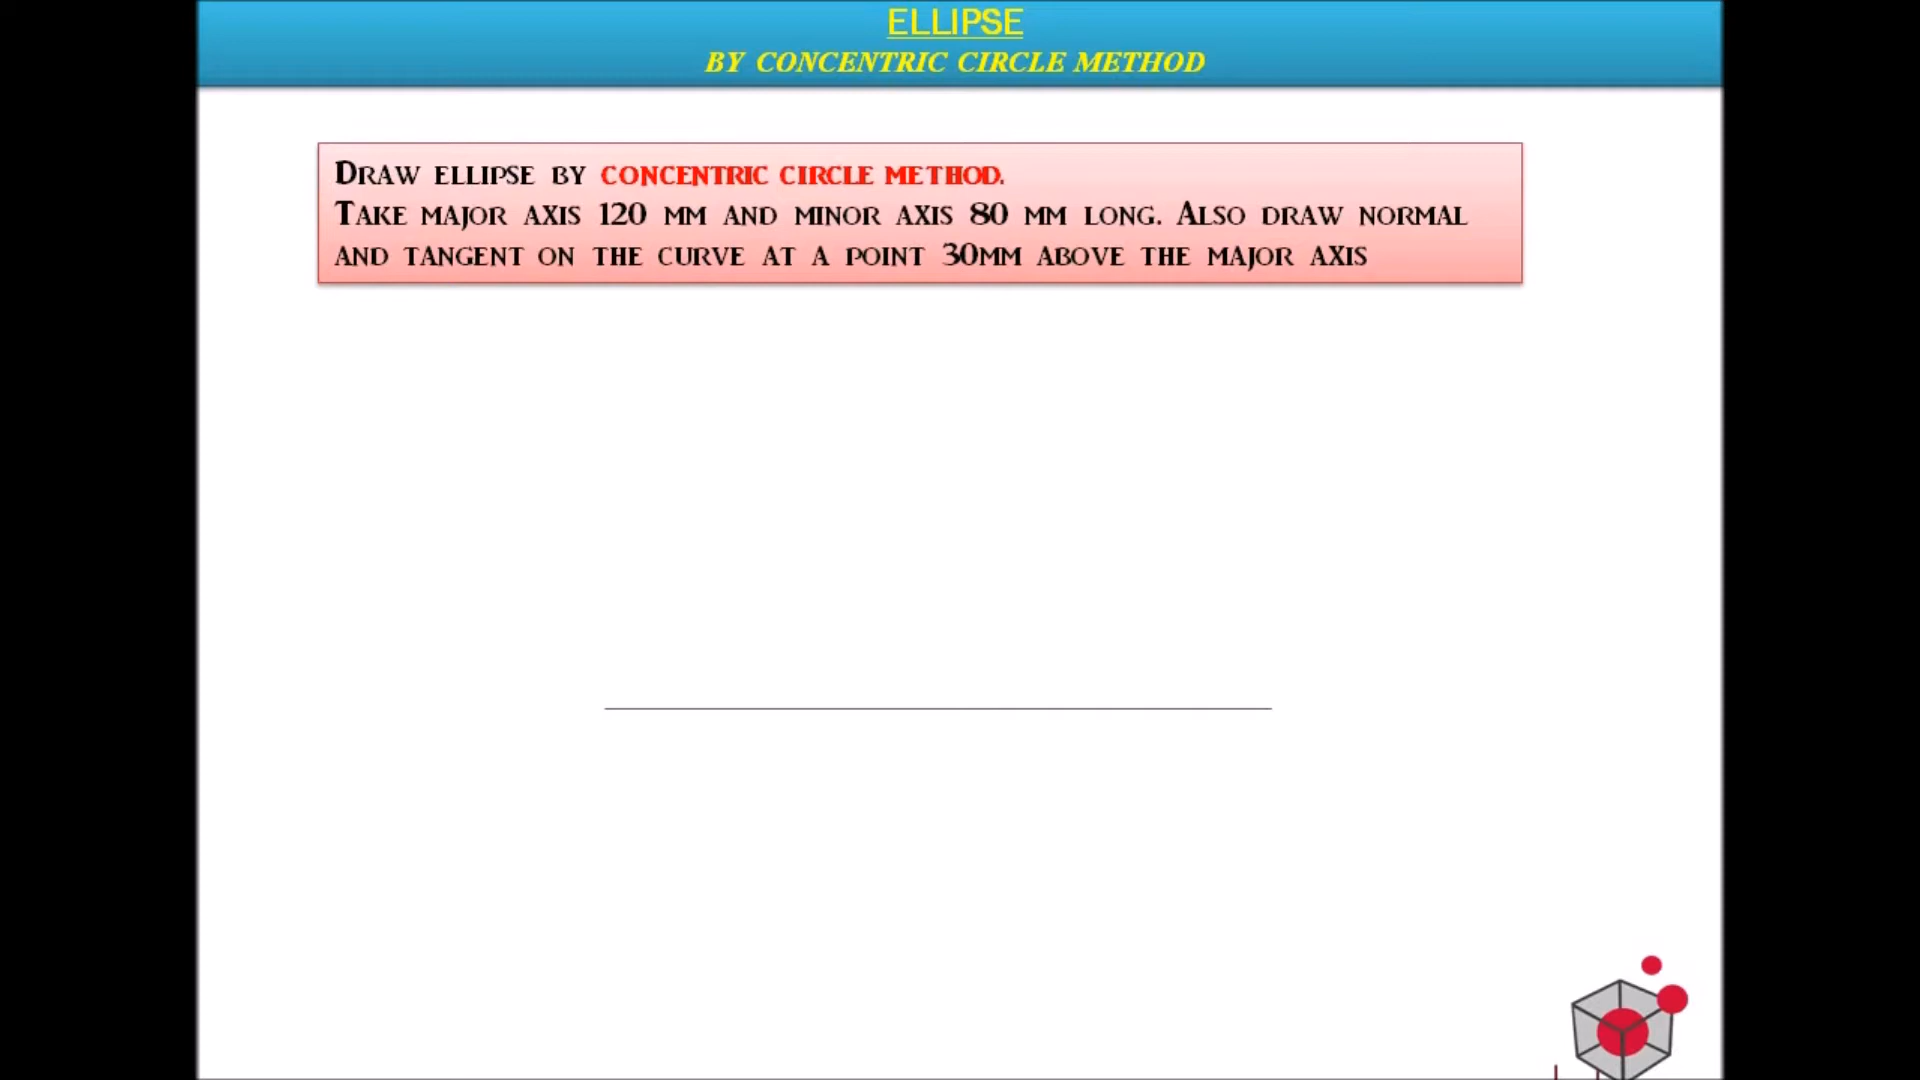 ELLIPSE
BY CONCENTRIC CIRCLE METHOD
DRAW ELLIPSE BY CONCENTRIC CIRCLE METHOD.
TAKE MAJOR AXIS 120 MM AND MINOR AXIS 80 MM LONG. ALSO DRAW NORMAL
AND TANGENT ON THE CURVE AT A POINT 30MM ABOVE THE MAJOR AXIS